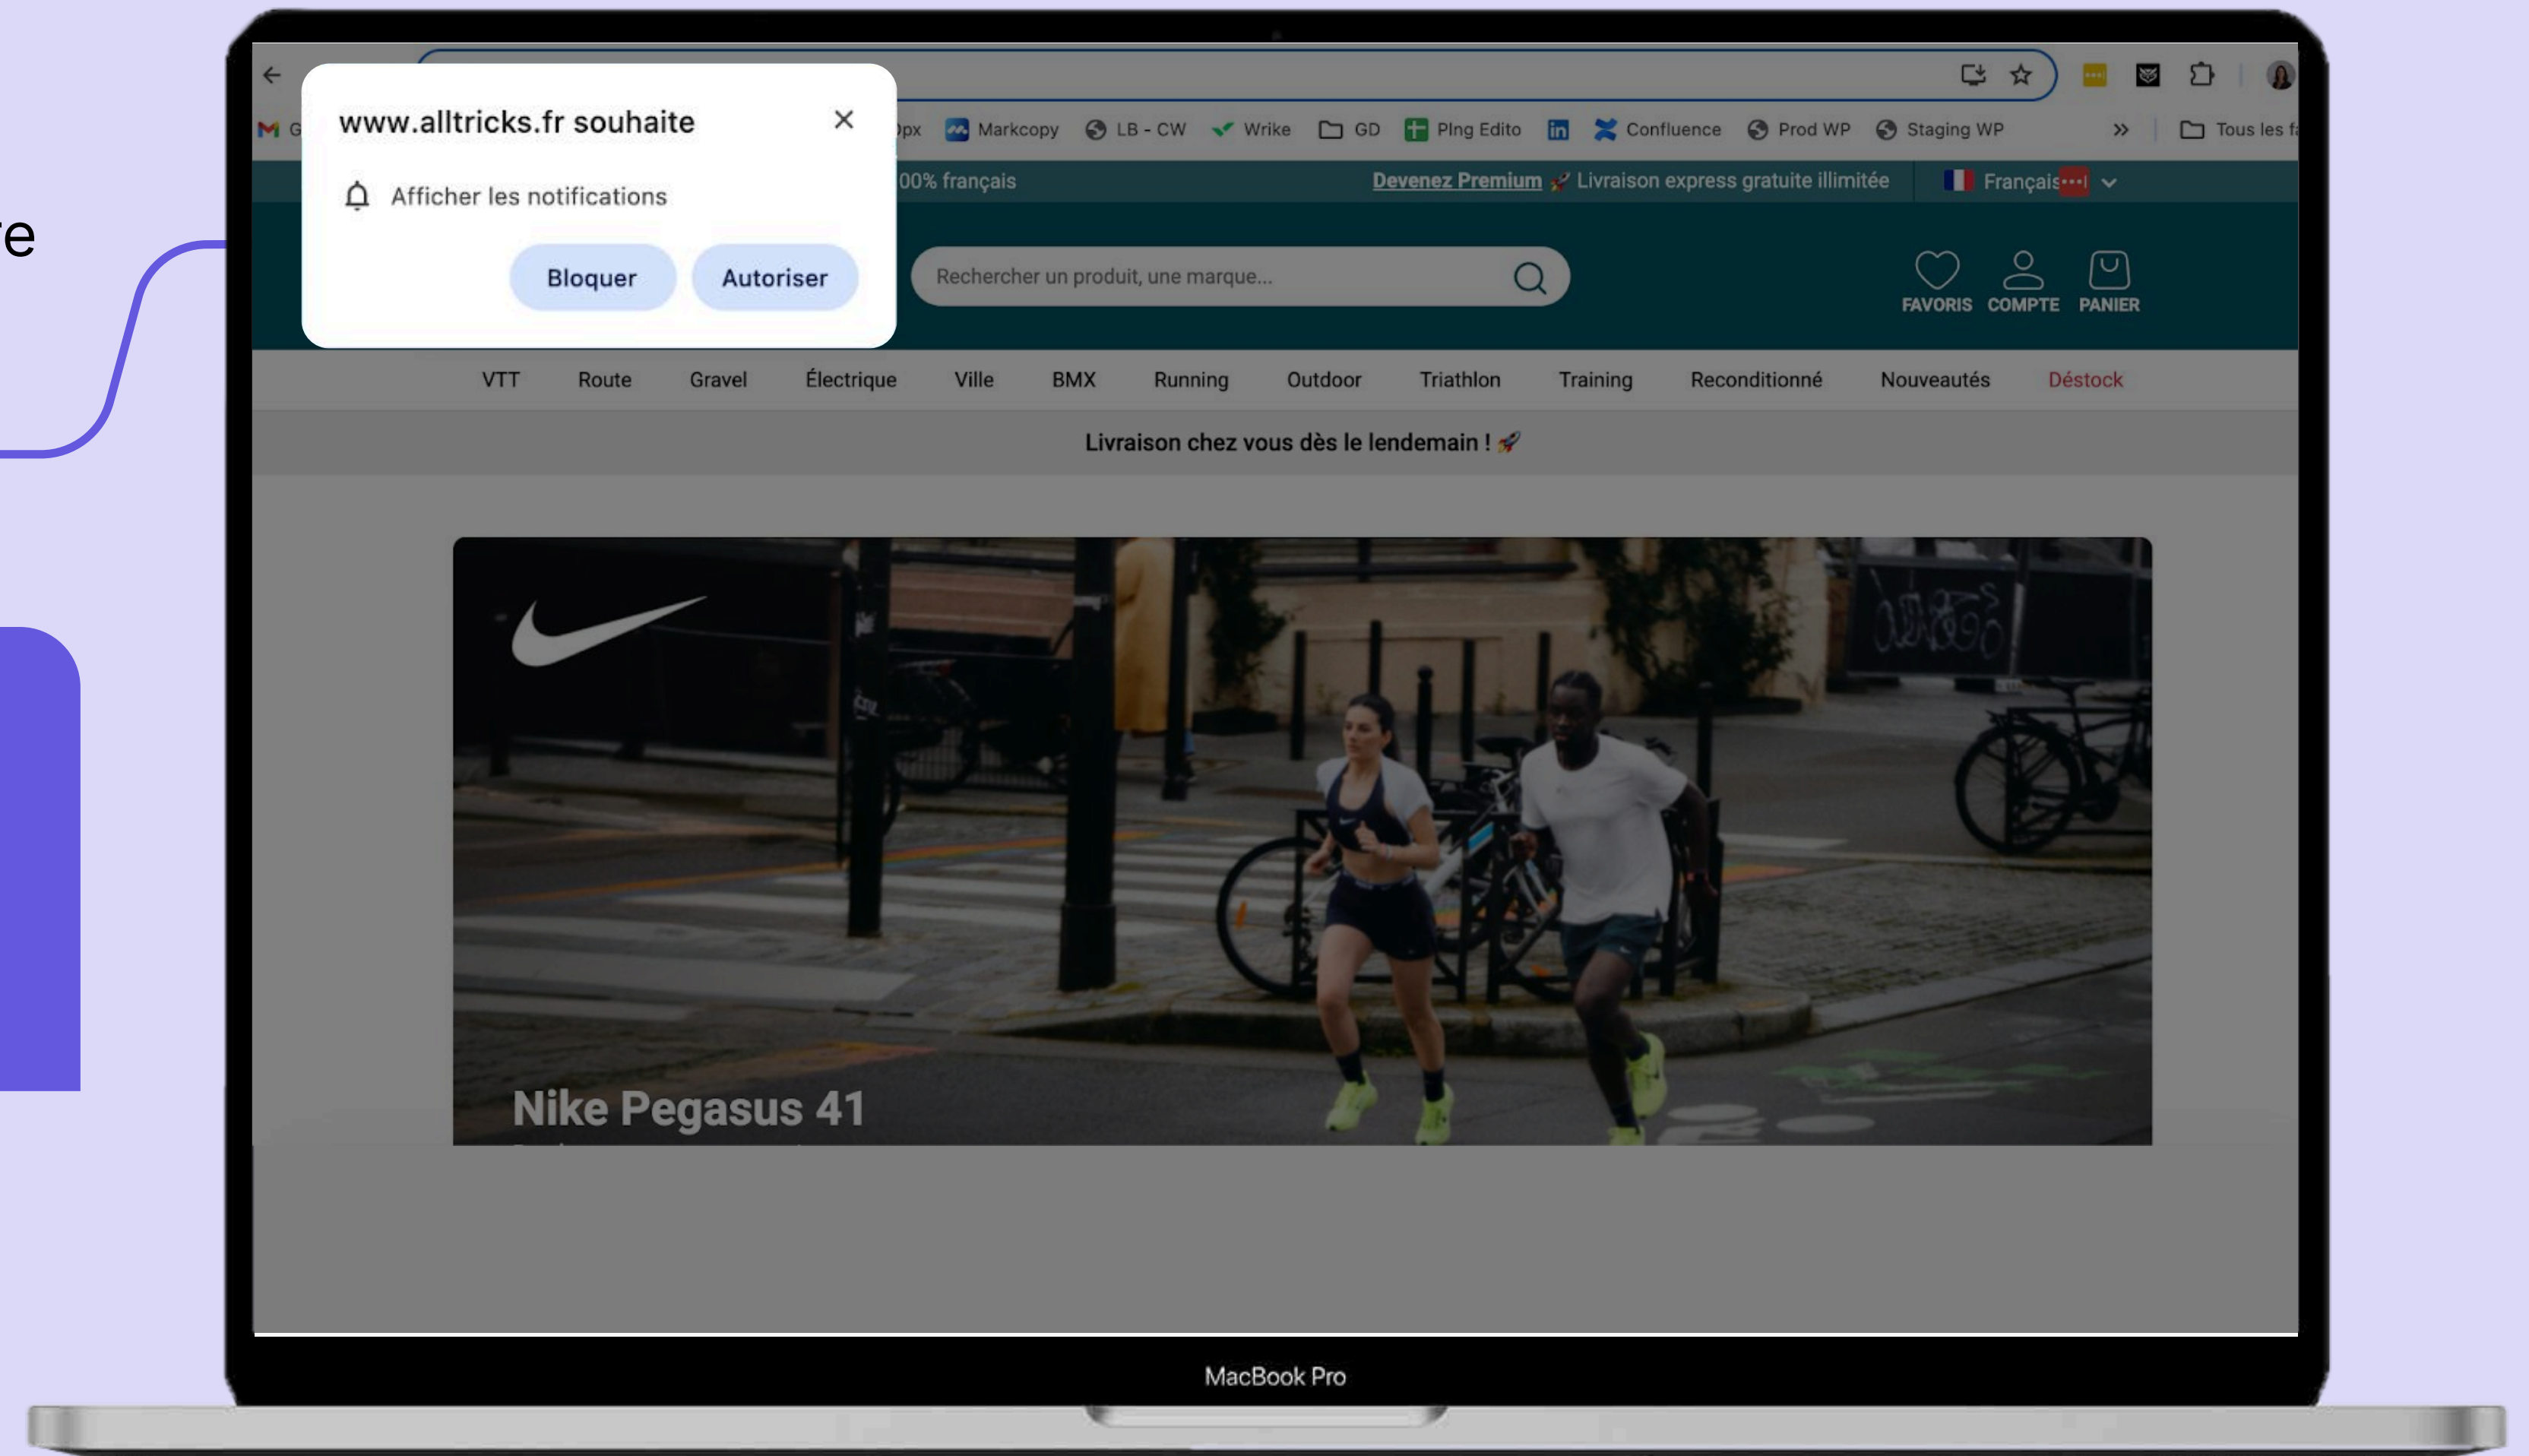 re
www.alltricks.fr souhaite
Afficher les notifications
Bloquer Autoriser
G
Markcopy LB - CW Wrike GD PIng Edito Confluence Prod WP Staging WP Tous les
00% français Devenez Premium 🚀 Livraison express gratuite illimitée Français
Rechercher un produit, une marque...
FAVORIS COMPTE PANIER
VTT Route Gravel Électrique Ville BMX Running Outdoor Triathlon Training Reconditionné Nouveautés Déstock
Livraison chez vous dès le lendemain ! 🚀
Nike Pegasus 41
MacBook Pro